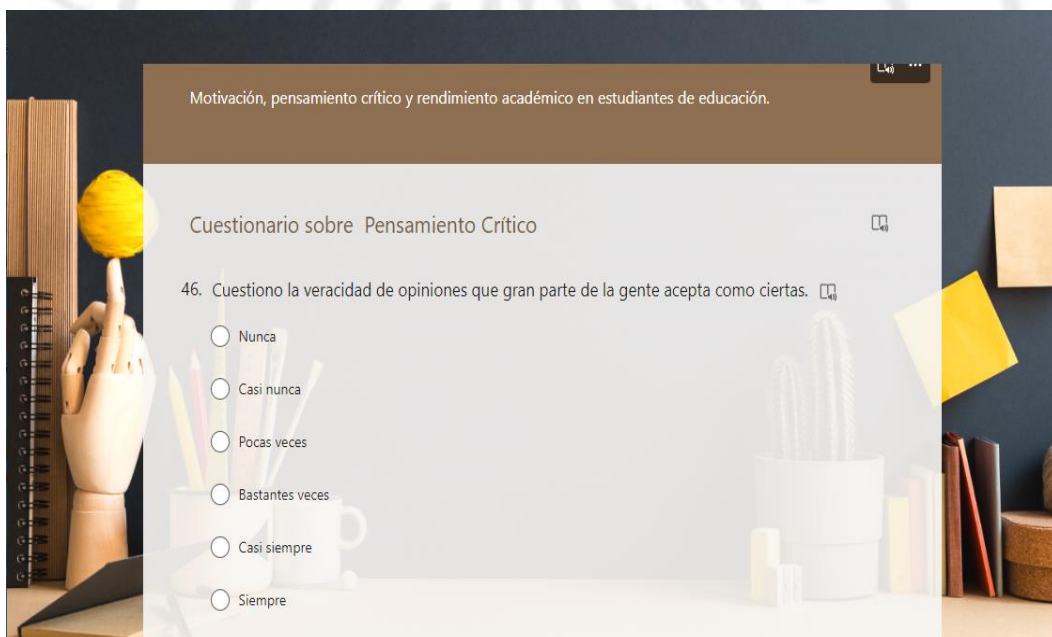 Motivación, pensamiento crítico y rendimiento académico en estudiantes de educación.
Cuestionario sobre Pensamiento Crítico
46. Cuestiono la veracidad de opiniones que gran parte de la gente acepta como ciertas.
Nunca
Casi nunca
Pocas veces
Bastantes veces
Casi siempre
Siempre